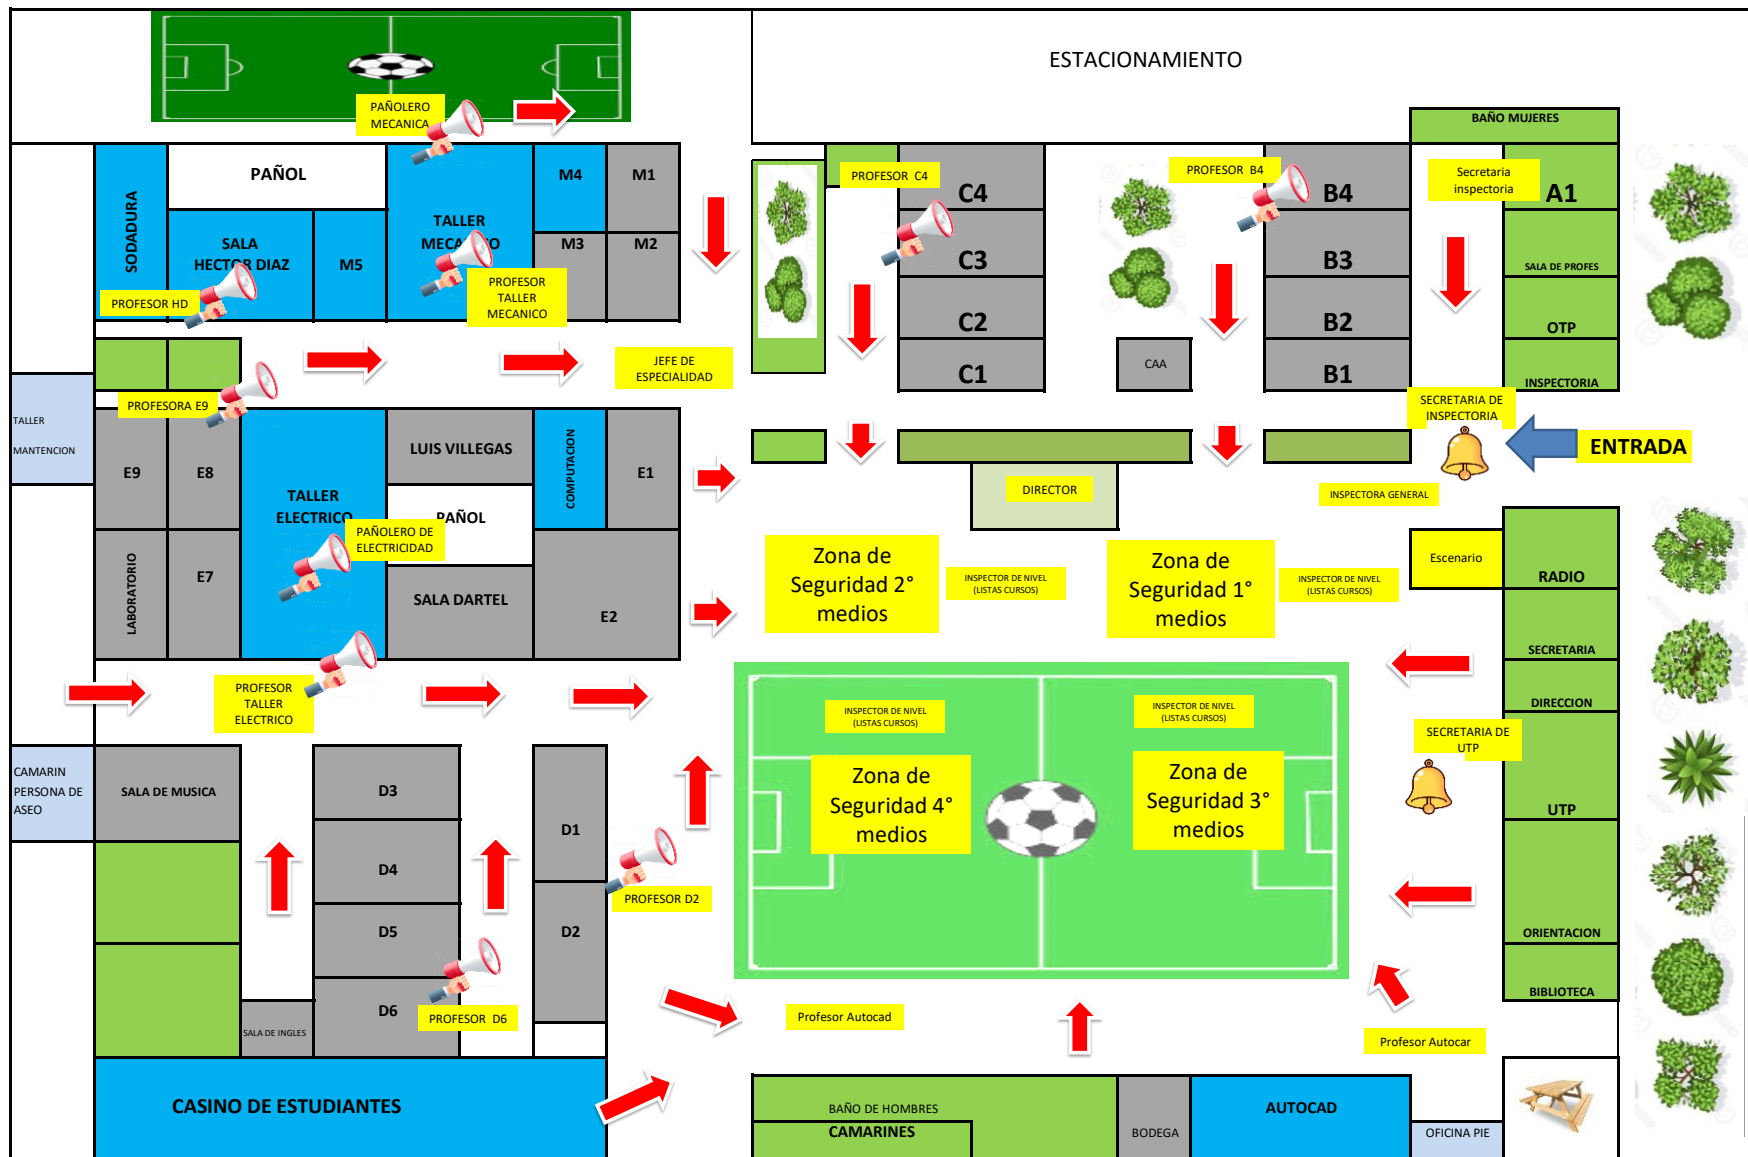 ESTACIONAMIENTO
PAÑOLERO
MECANICA
BAÑO MUJERES
PAÑOL
M4
M1
PROFESOR C4
C4
PROFESOR B4
B4
Secretaria
inspectoria
A1
SODADURA
SALA
HECTOR DIAZ
M5
TALLER
MECANICO
M3
M2
C3
B3
SALA DE PROFES
PROFESOR HD
PROFESOR
TALLER
MECANICO
C2
B2
OTP
JEFE DE
ESPECIALIDAD
C1
CAA
B1
INSPECTORIA
PROFESORA E9
SECRETARIA DE
INSPECTORIA
TALLER
MANTENCION
E9
E8
LUIS VILLEGAS
COMPUTACION
E1
ENTRADA
TALLER
ELECTRICO
DIRECTOR
INSPECTORA GENERAL
PAÑOL
PAÑOLERO DE
ELECTRICIDAD
LABORATORIO
E7
SALA DARTEL
E2
Zona de
Seguridad 2°
medios
INSPECTOR DE NIVEL
(LISTAS CURSOS)
Zona de
Seguridad 1°
medios
INSPECTOR DE NIVEL
(LISTAS CURSOS)
Escenario
RADIO
SECRETARIA
PROFESOR
TALLER
ELECTRICO
INSPECTOR DE NIVEL
(LISTAS CURSOS)
INSPECTOR DE NIVEL
(LISTAS CURSOS)
DIRECCION
SECRETARIA DE
UTP
CAMARIN
PERSONA DE
ASEO
SALA DE MUSICA
D3
D1
Zona de
Seguridad 4°
medios
Zona de
Seguridad 3°
medios
UTP
D4
PROFESOR D2
D5
D2
ORIENTACION
BIBLIOTECA
SALA DE INGLES
D6
PROFESOR D6
Profesor Autocad
Profesor Autocar
CASINO DE ESTUDIANTES
BAÑO DE HOMBRES
CAMARINES
BODEGA
AUTOCAD
OFICINA PIE